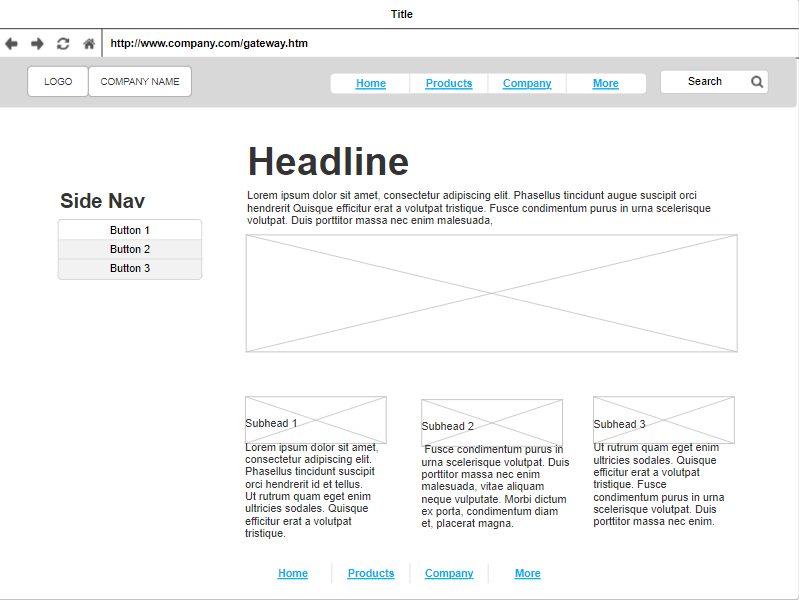 Title
http://www.company.com/gateway.htm
LOGO
COMPANY NAME
Home
Products
Company
More
Search
Headline
Lorem ipsum dolor sit amet, consectetur adipiscing elit. Phasellus tincidunt augue suscipit orci
hendrerit Quisque efficitur erat a volutpat tristique. Fusce condimentum purus in urna scelerisque
volutpat. Duis porttitor massa nec enim malesuada,
Side Nav
Button 1
Button 2
Button 3
Subhead 1
Lorem ipsum dolor sit amet,
consectetur adipiscing elit.
Phasellus tincidunt suscipit
orci hendrerit id et tellus.
Ut rutrum quam eget enim
ultricies sodales. Quisque
efficitur erat a volutpat
tristique.
Subhead 2
Fusce condimentum purus in
urna scelerisque volutpat. Duis
porttitor massa nec enim
malesuada, vitae aliquam
neque vulputate. Morbi dictum
ex porta, condimentum diam
et, placerat magna.
Subhead 3
Ut rutrum quam eget enim
ultricies sodales. Quisque
efficitur erat a volutpat
tristique. Fusce
condimentum purus in urna
scelerisque volutpat. Duis
porttitor massa nec enim.
Home
Products
Company
More